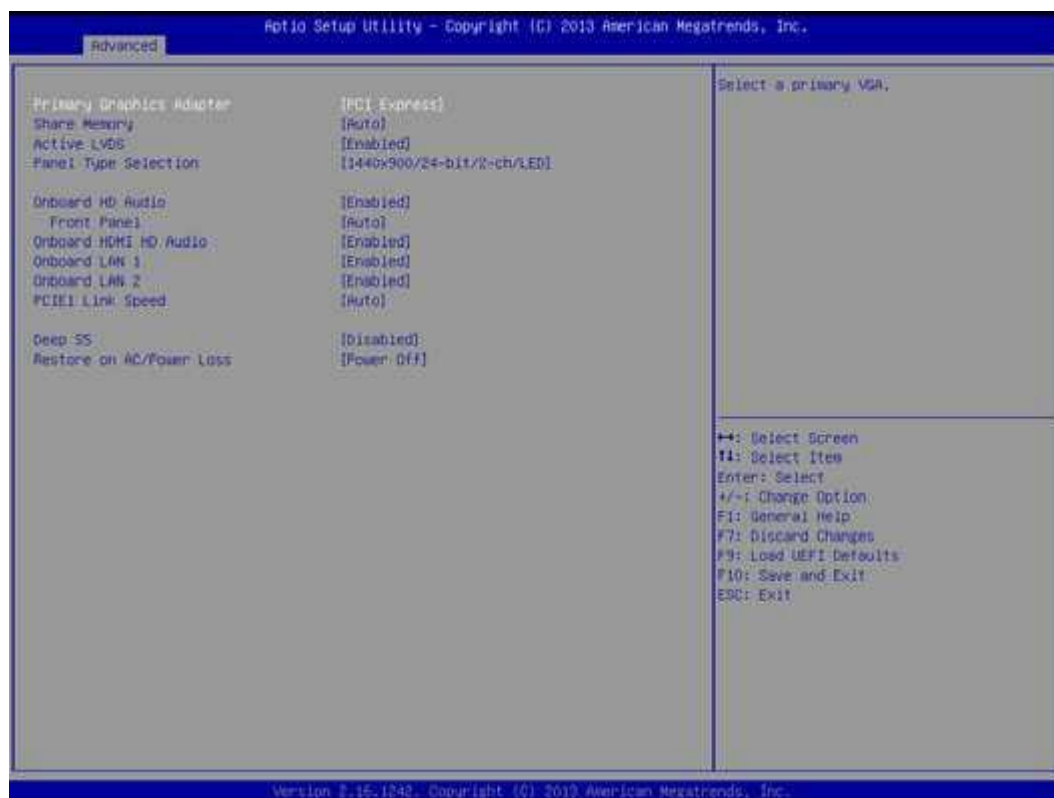 Aptio Setup Utility - Copyright (C) 2013 American Megatrends, Inc.
Advanced
Primary Graphics Adapter [PCI Express]
Share Memory [Auto]
Active LVDS [Enabled]
Panel Type Selection [1440x900/24-bit/2-ch/LED]
Onboard HD Audio [Enabled]
Front Panel [Auto]
Onboard HDMI HD Audio [Enabled]
Onboard LAN 1 [Enabled]
Onboard LAN 2 [Enabled]
PCIE1 Link Speed [Auto]
Deep S5 [Disabled]
Restore on AC/Power Loss [Power Off]
Select a primary VGA.
↔: Select Screen
↑↓: Select Item
Enter: Select
+/-: Change Option
F1: General Help
F7: Discard Changes
F9: Load UEFI Defaults
F10: Save and Exit
ESC: Exit
Version 2.16.1242. Copyright (C) 2013 American Megatrends, Inc.